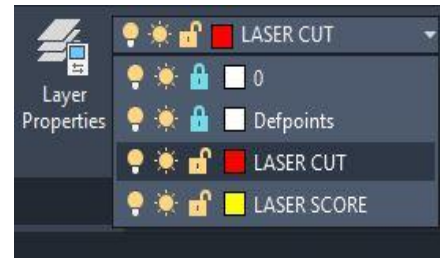 LASER CUT
Layer
Properties
0
Defpoints
LASER CUT
LASER SCORE